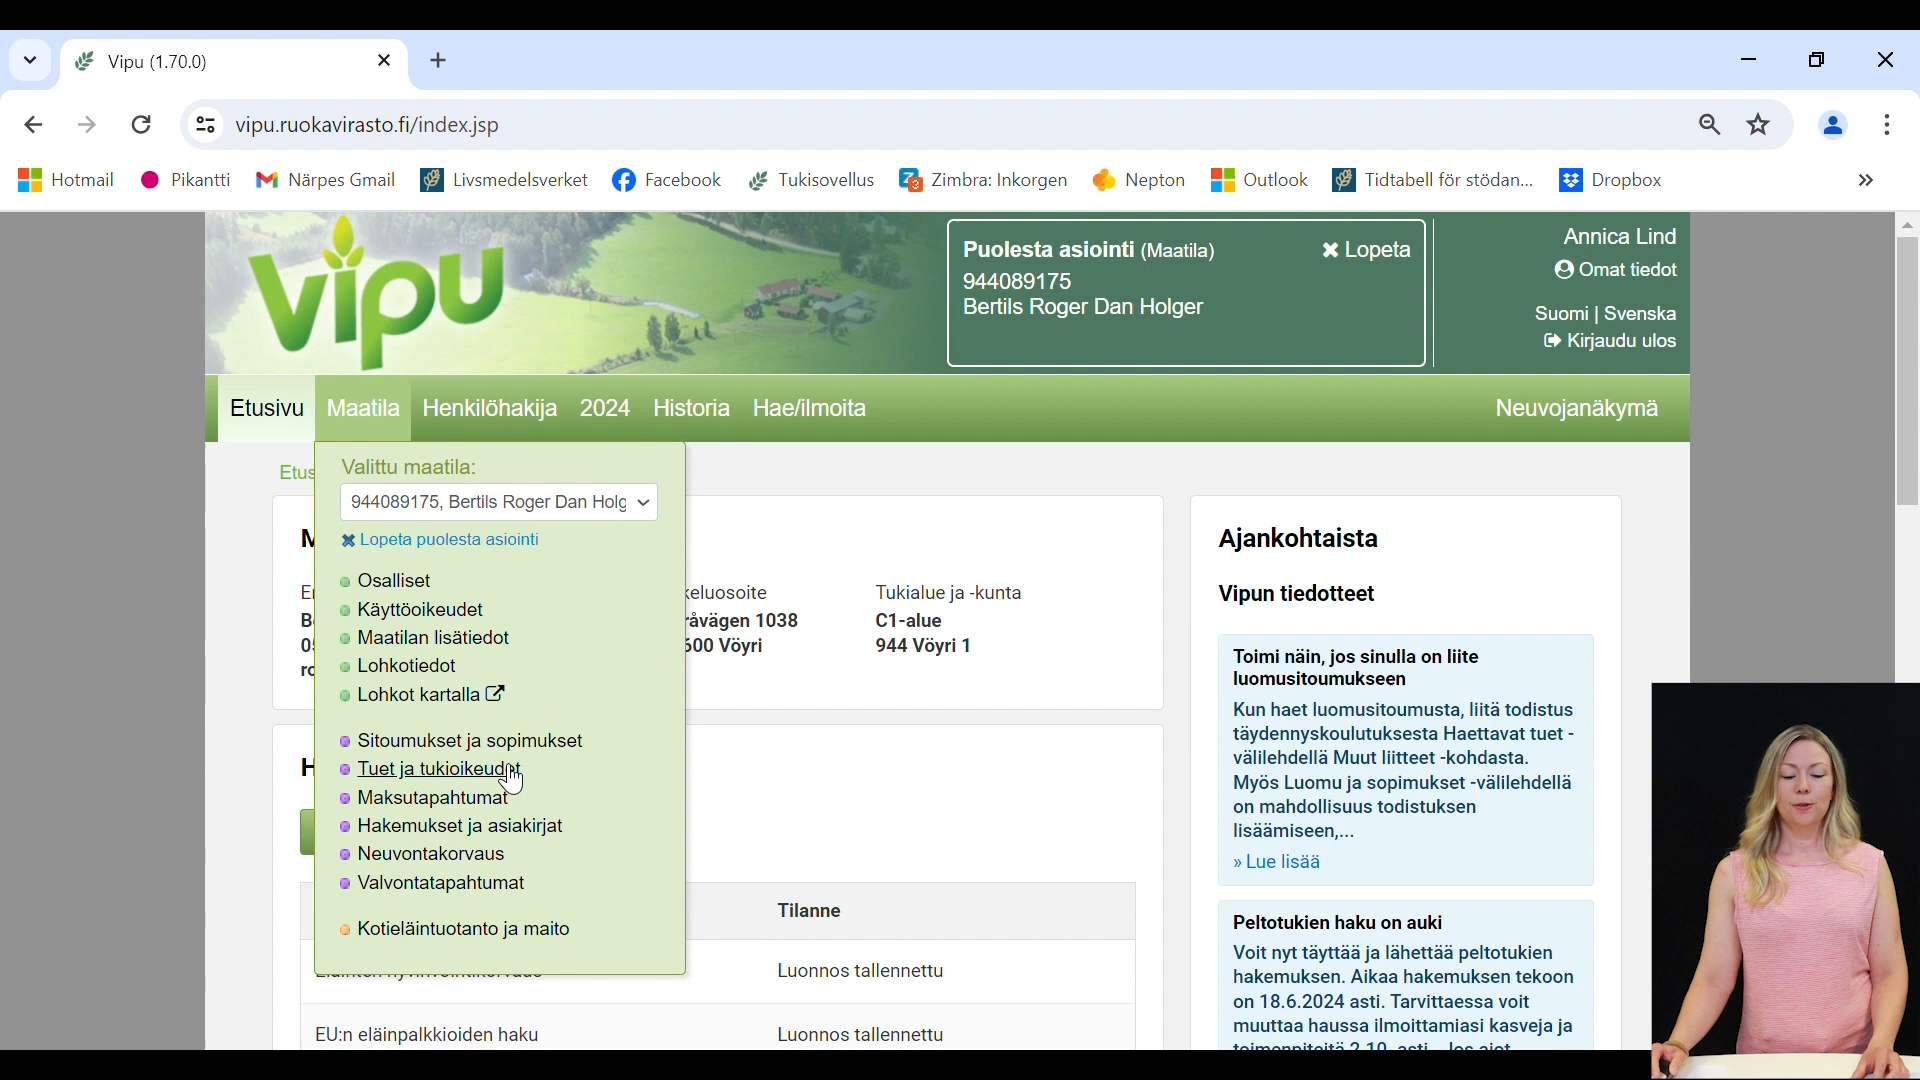 Vipu (1.70.0)
vipu.ruokavirasto.fi/index.jsp
Hotmail
Pikantti
Närpes Gmail
Livsmedelsverket
Facebook
Tukisovellus
Zimbra: Inkorgen
Nepton
Outlook
Tidtabell för stödan...
Dropbox
vipu
Puolesta asiointi (Maatila)
Lopeta
944089175
Bertils Roger Dan Holger
Annica Lind
Omat tiedot
Suomi | Svenska
Kirjaudu ulos
Etusivu
Maatila
Henkilöhakija
2024
Historia
Hae/ilmoita
Neuvojanäkymä
Valittu maatila:
944089175, Bertils Roger Dan Holg
Lopeta puolesta asiointi
Osalliset
Käyttöoikeudet
Maatilan lisätiedot
Lohkotiedot
Lohkot kartalla
Sitoumukset ja sopimukset
Tuet ja tukioikeudet
Maksutapahtumat
Hakemukset ja asiakirjat
Neuvontakorvaus
Valvontatapahtumat
Kotieläintuotanto ja maito
1038
600 Vöyri
Tukialue ja -kunta
C1-alue
944 Vöyri 1
Tilanne
Luonnos tallennettu
EU:n eläinpalkkioiden haku
Luonnos tallennettu
Ajankohtaista
Vipun tiedotteet
Toimi näin, jos sinulla on liite
luomusitoumukseen
Kun haet luomusitoumusta, liitä todistus
täydennyskoulutuksesta Haettavat tuet -
välilehdellä Muut liitteet -kohdasta.
Myös Luomu ja sopimukset -välilehdellä
on mahdollisuus todistuksen
lisäämiseen,...
» Lue lisää
Peltotukien haku on auki
Voit nyt täyttää ja lähettää peltotukien
hakemuksen. Aikaa hakemuksen tekoon
on 18.6.2024 asti. Tarvittaessa voit
muuttaa haussa ilmoittamiasi kasveja ja